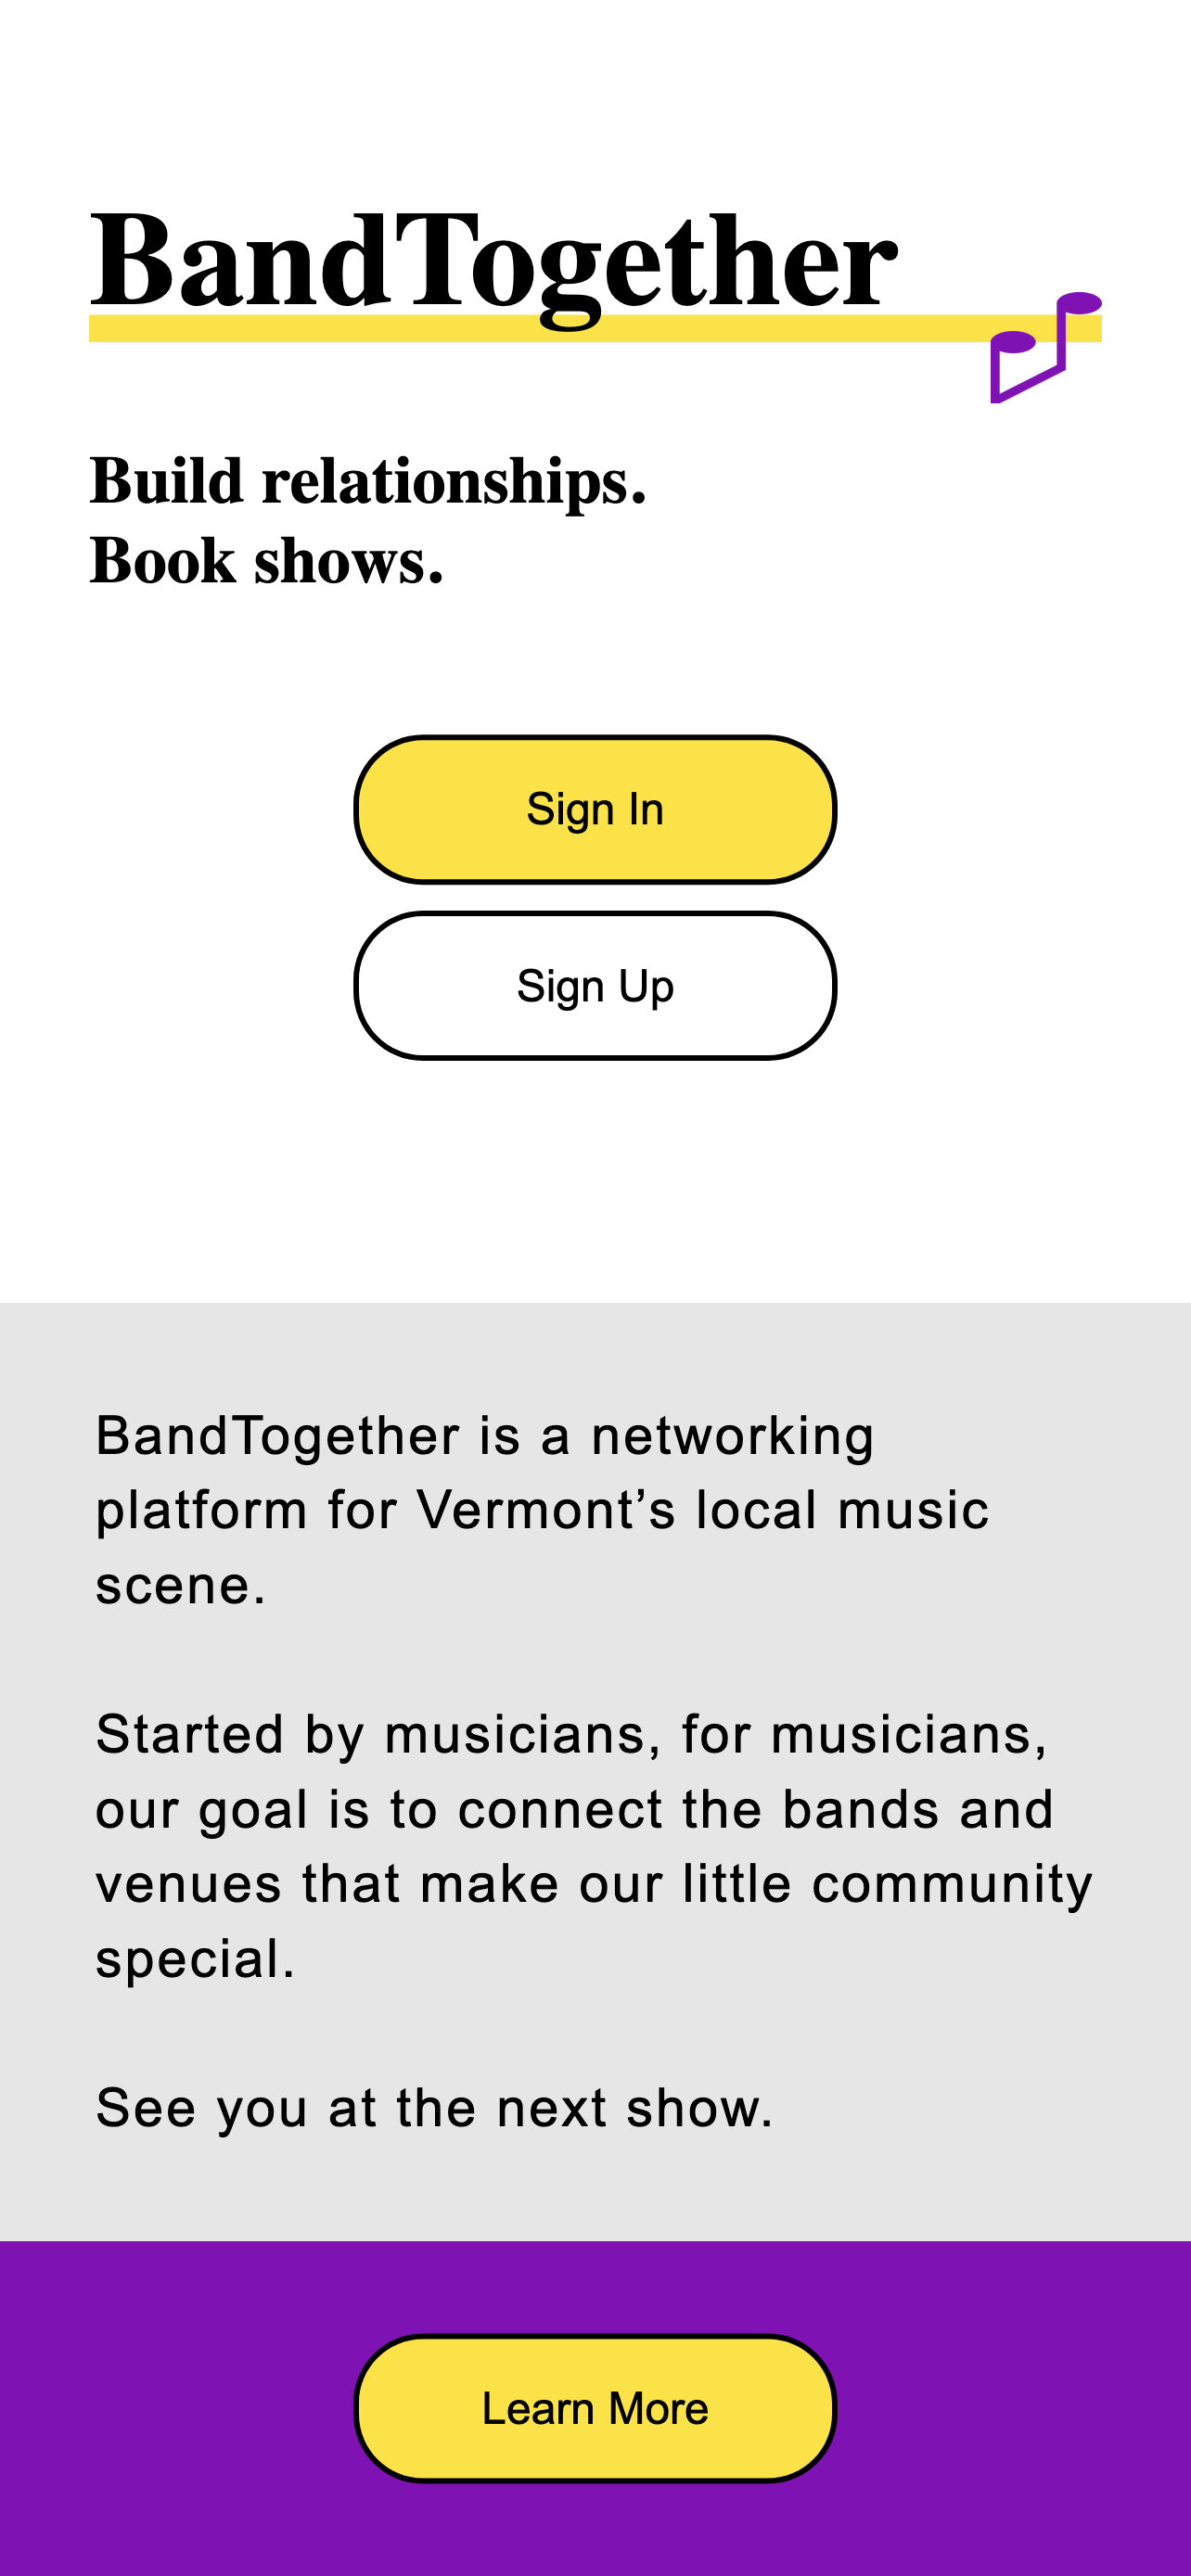 BandTogether
Build relationships.
Book shows.
Sign In
Sign Up
BandTogether is a networking
platform for Vermont’s local music
scene.
Started by musicians, for musicians,
our goal is to connect the bands and
venues that make our little community
special.
See you at the next show.
Learn More